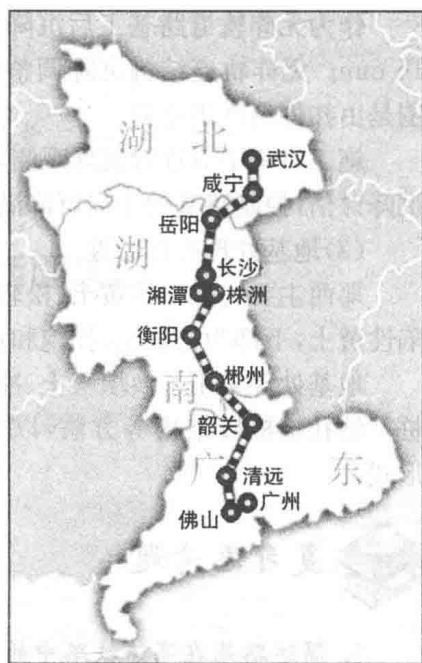 湖 北
武汉
咸宁
岳阳
湖
长沙
湘潭
株洲
衡阳
郴州
南
韶关
广 东
清远
广州
佛山